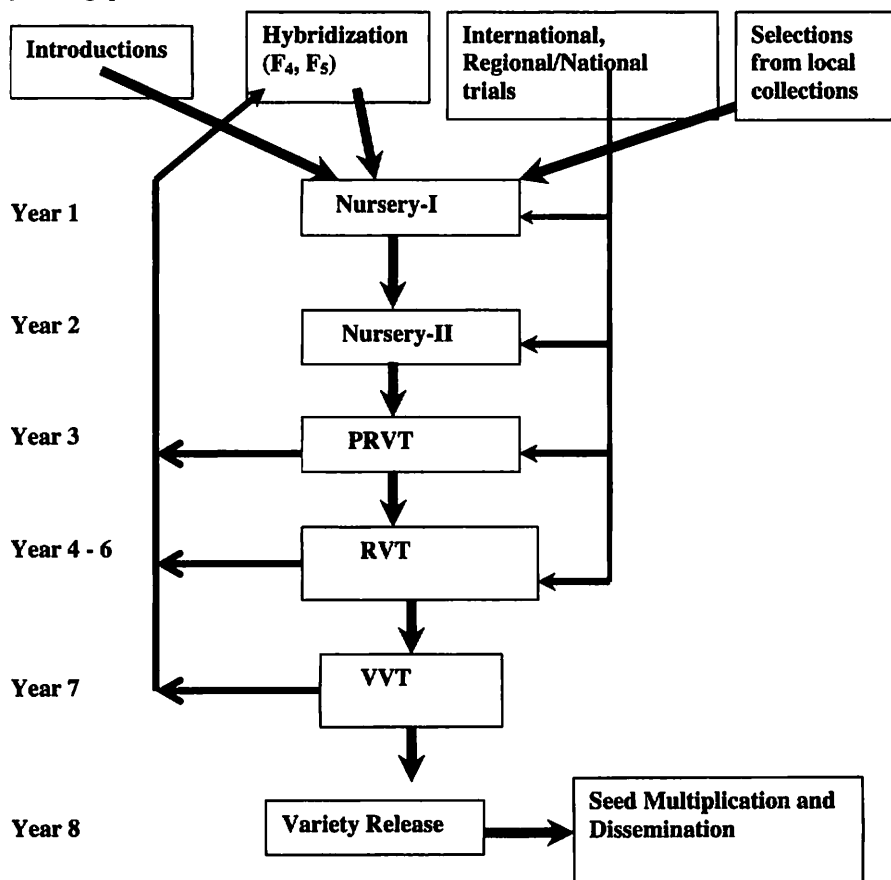 Introductions
Hybridization
(F₄, F₅)
International,
Regional/National
trials
Selections
from local
collections
Year 1
Nursery-I
Year 2
Nursery-II
Year 3
PRVT
Year 4 - 6
RVT
Year 7
VVT
Year 8
Variety Release
Seed Multiplication and
Dissemination